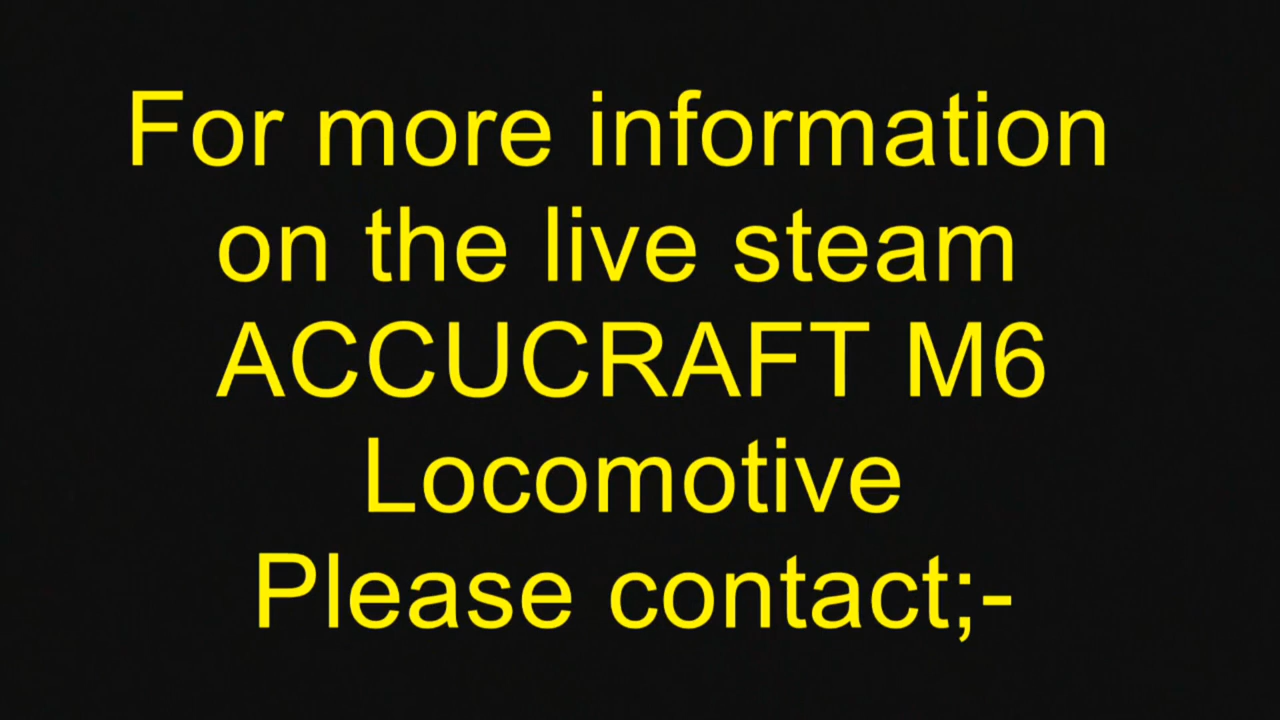 For more information
on the live steam
ACCUCRAFT M6
Locomotive
Please contact;-